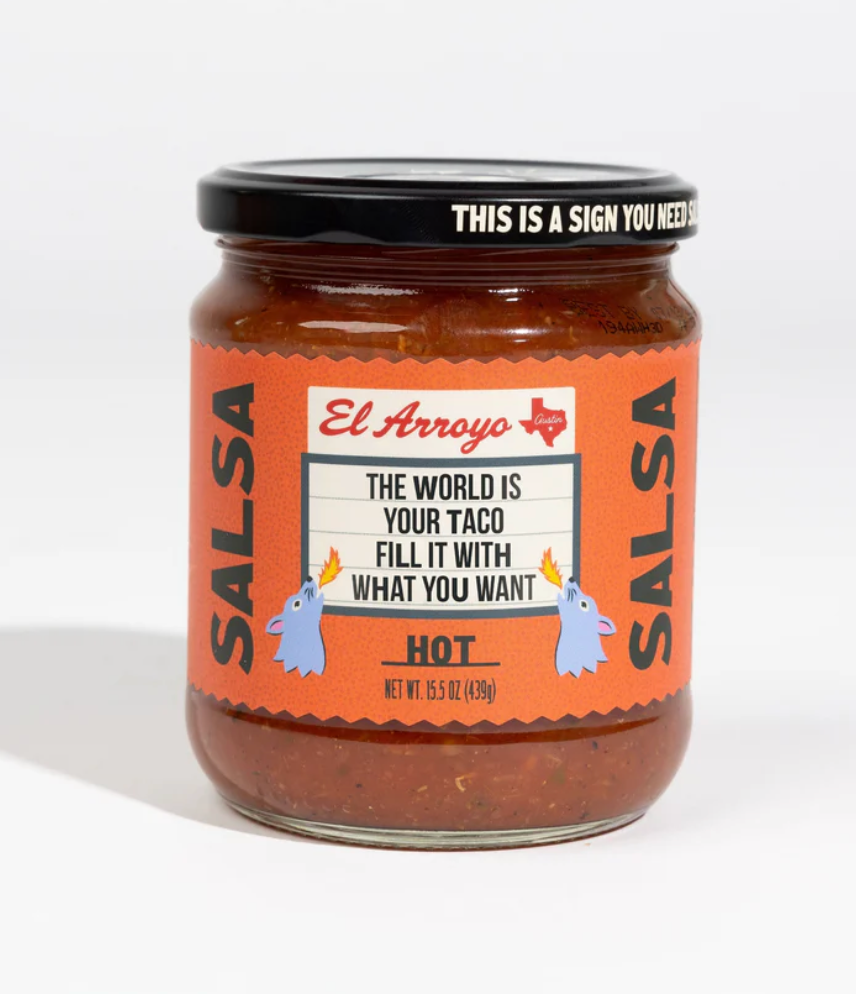 THIS IS A SIGN YOU NEED
SALSA
El Arroyo
Austin
THE WORLD IS
YOUR TACO
FILL IT WITH
WHAT YOU WANT
HOT
NET WT. 15.5 OZ (439g)
SALSA